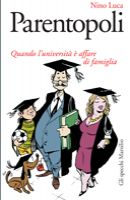 Nino Luca
Parentopoli
Quando l'università è affare
di famiglia
Gli specchi Marsilio